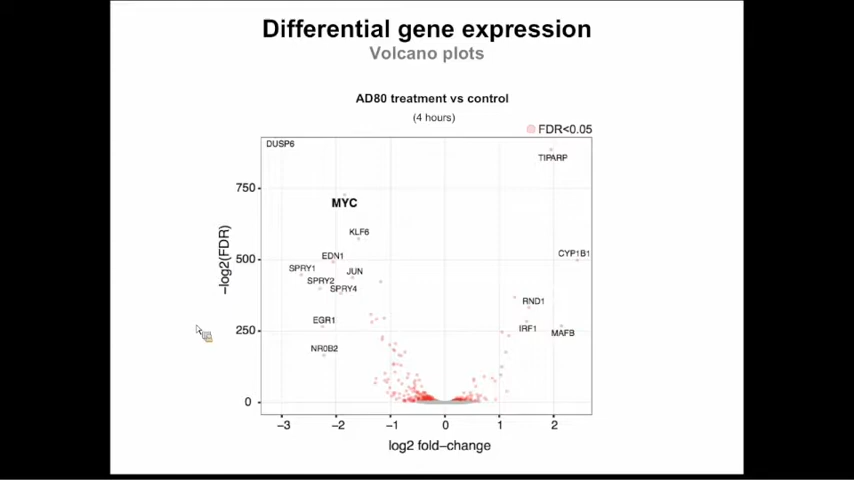 Differential gene expression
Volcano plots
AD80 treatment vs control
(4 hours)
FDR<0.05
DUSP6
TIPARP
750
MYC
KLF6
CYP1B1
EDN1
500
SPRY1
JUN
SPRY2
SPRY4
RND1
EGR1
IRF1
250
MAFB
NR0B2
0
−log2(FDR)
−3 −2 −1 0 1 2
log2 fold−change